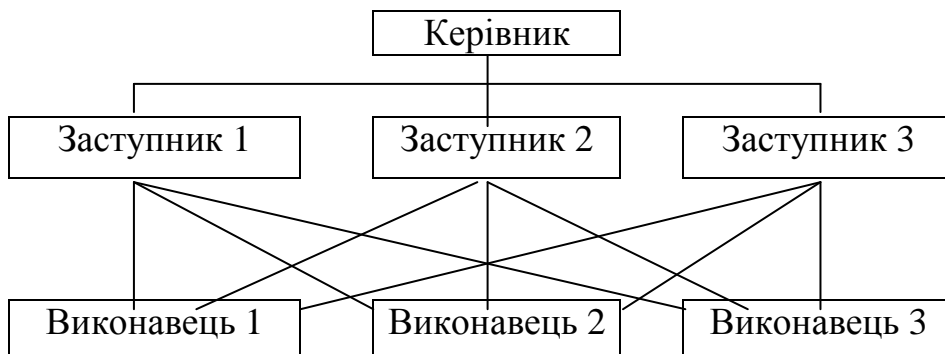 Керівник
Заступник 1 Заступник 2 Заступник 3
Виконавець 1 Виконавець 2 Виконавець 3